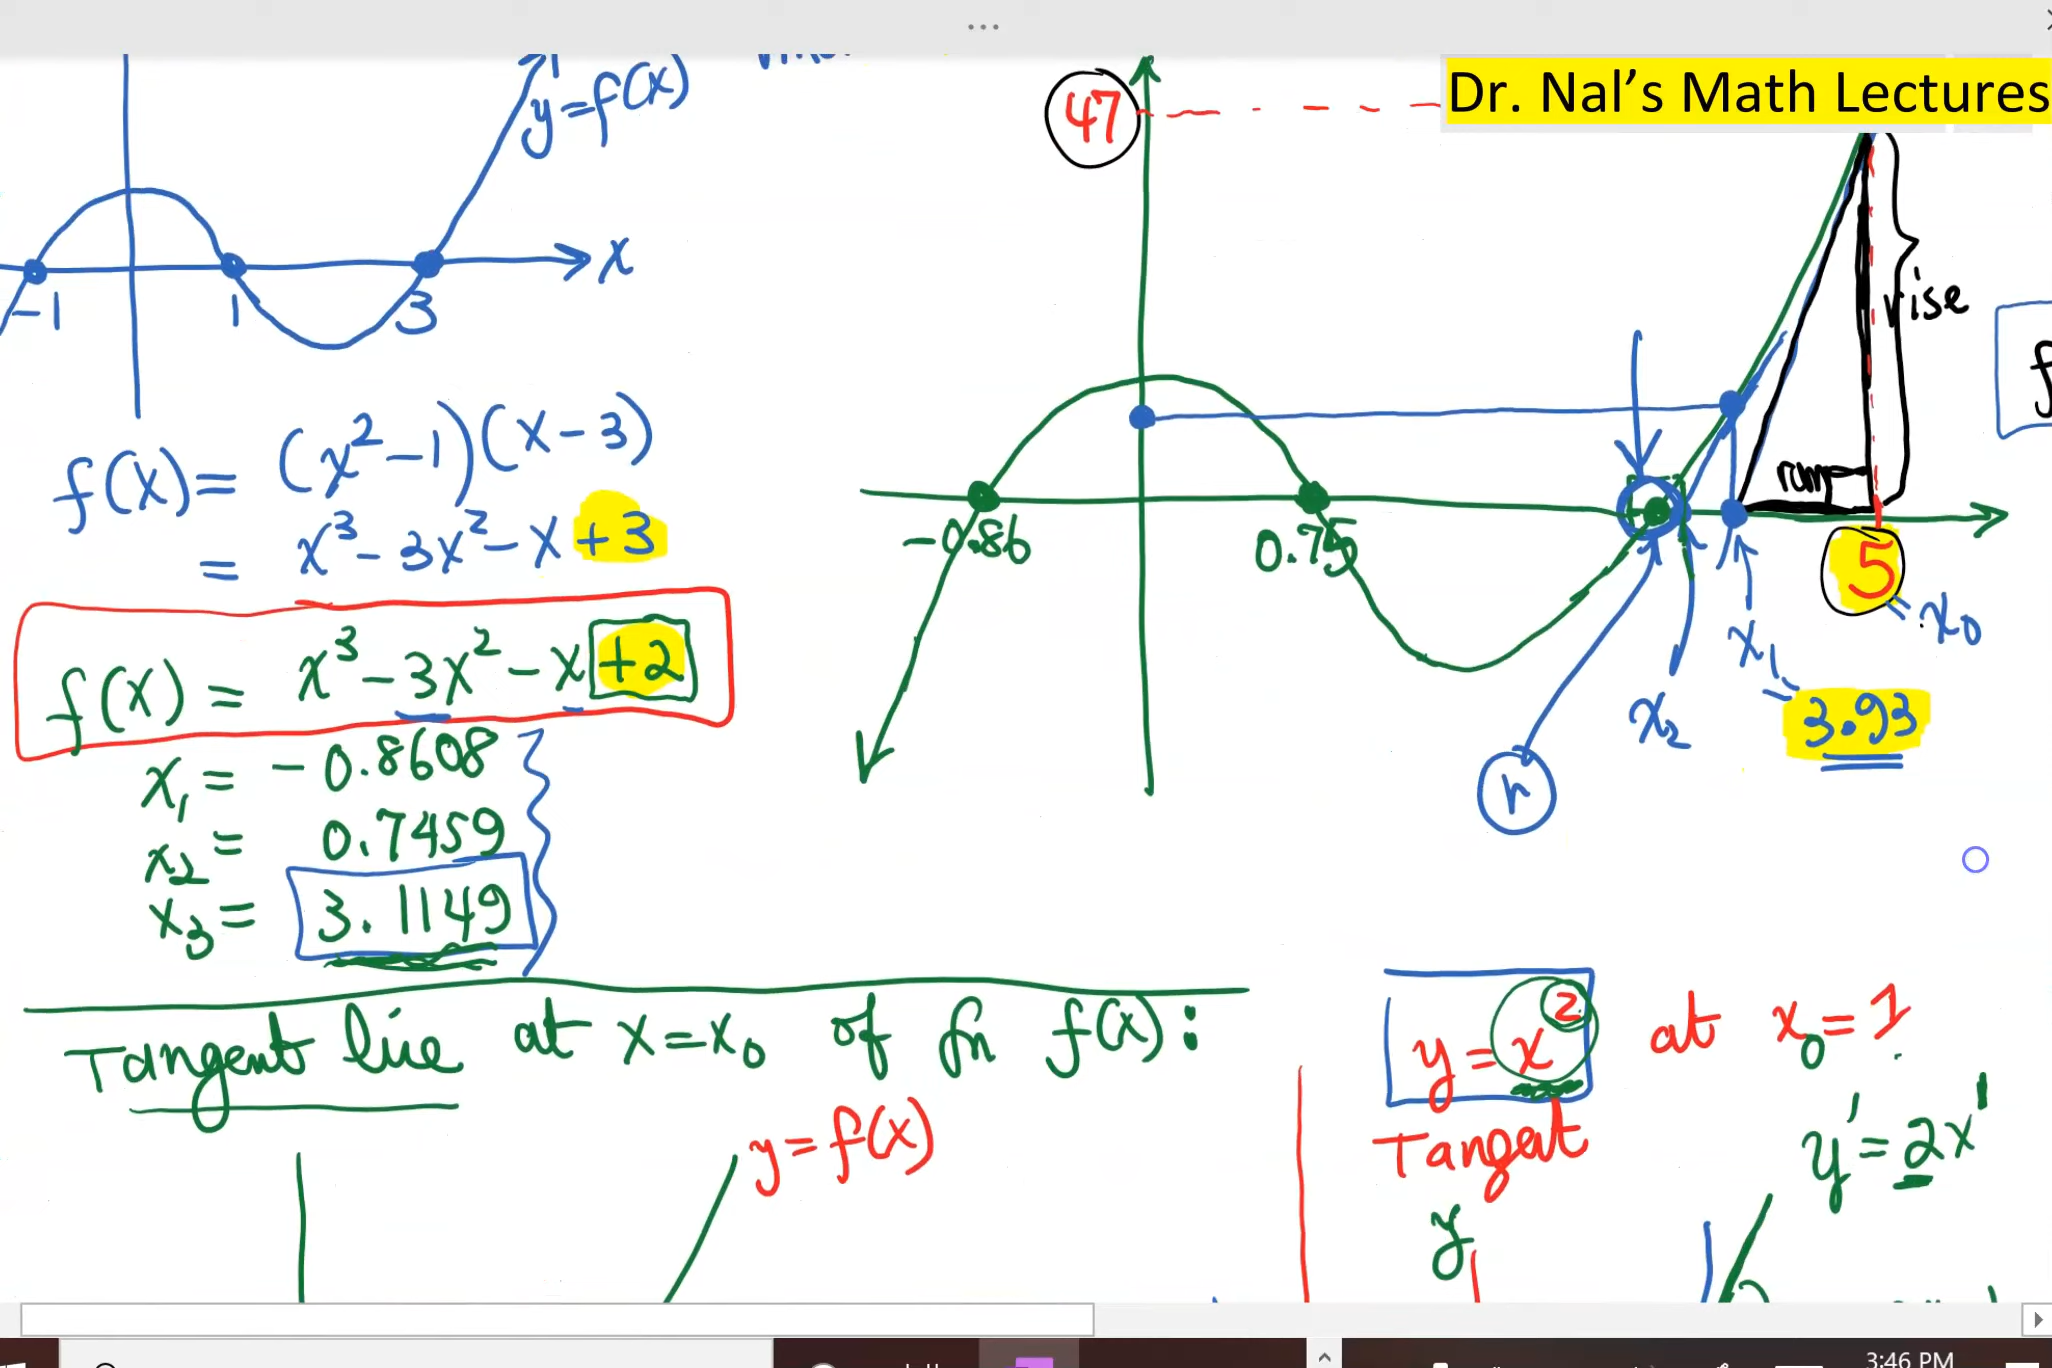 Dr. Nal's Math Lectures
y=f(x)
x
-1
1
3
f(x)= (x²-1)(x-3)
= x³-3x²-x+3
f(x) = x³-3x²-x+2
x₁ = -0.8608
x₂ = 0.7459
x₃ = 3.1149
47
rise
run
-0.86
0.75
5 = x₀
x₁ = 3.93
x₂
r
f
Tangent line at x=x₀ of fn f(x):
y=f(x)
y=x² at x₀=1
Tangent
y'=2x¹
y
3:46 PM